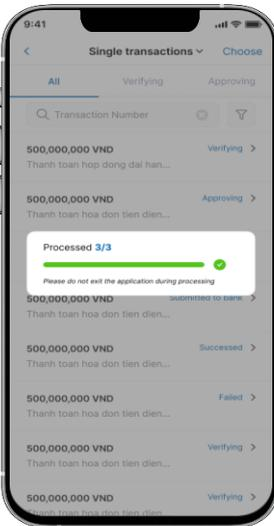 9:41
Single transactions
Choose
All
Verifying
Approving
Transaction Number
500,000,000 VND
Verifying
Thanh toan hop dong dai han...
500,000,000 VND
Approving
Thanh toan hoa don tien dien...
Processed 3/3
Please do not exit the application during processing
500,000,000 VND
Submitted to bank
Thanh toan hoa don tien dien...
500,000,000 VND
Successed
Thanh toan hoa don tien dien...
500,000,000 VND
Failed
Thanh toan hoa don tien dien...
500,000,000 VND
Verifying
Thanh toan hoa don tien dien...
500,000,000 VND
Verifying